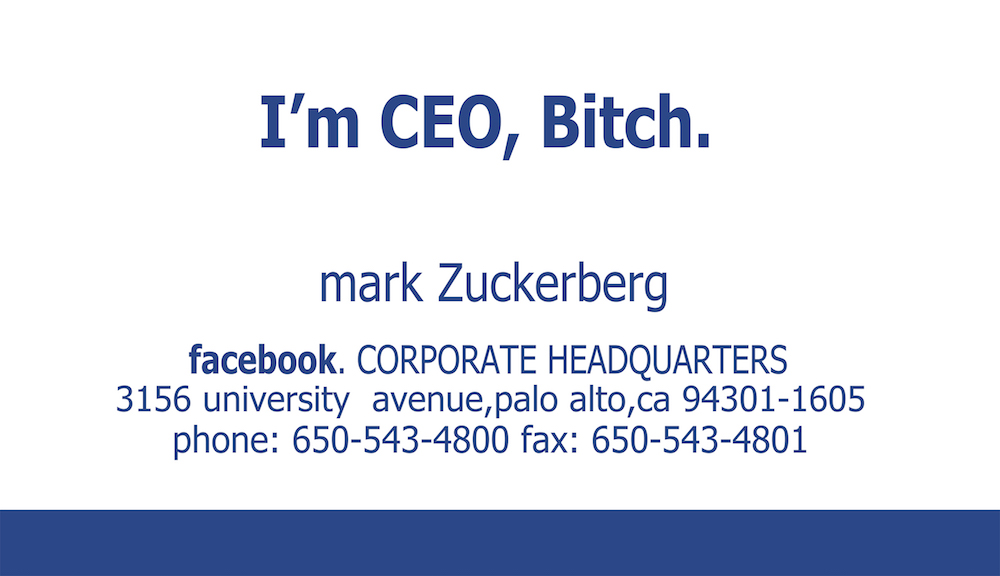 I’m CEO, Bitch.
mark Zuckerberg
facebook. CORPORATE HEADQUARTERS
3156 university  avenue,palo alto,ca 94301-1605
phone: 650-543-4800 fax: 650-543-4801